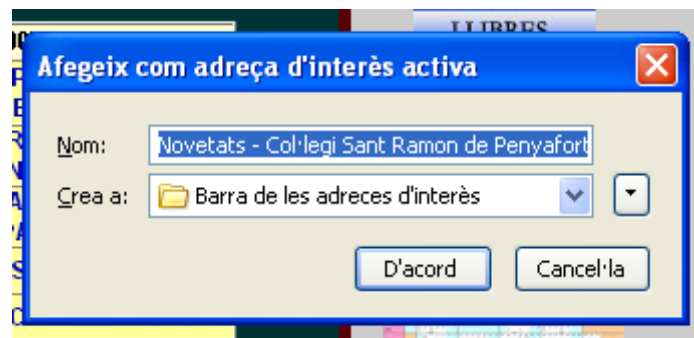 LLIBRES
Afegeix com adreça d'interès activa
Nom:
Novetats - Col·legi Sant Ramon de Penyafort
Crea a:
Barra de les adreces d'interès
D'acord
Cancel·la